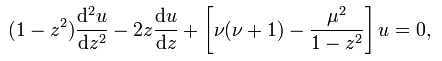 (1 − z²) d²u/dz² − 2z du/dz + [ν(ν + 1) − μ²/(1 − z²)] u = 0,